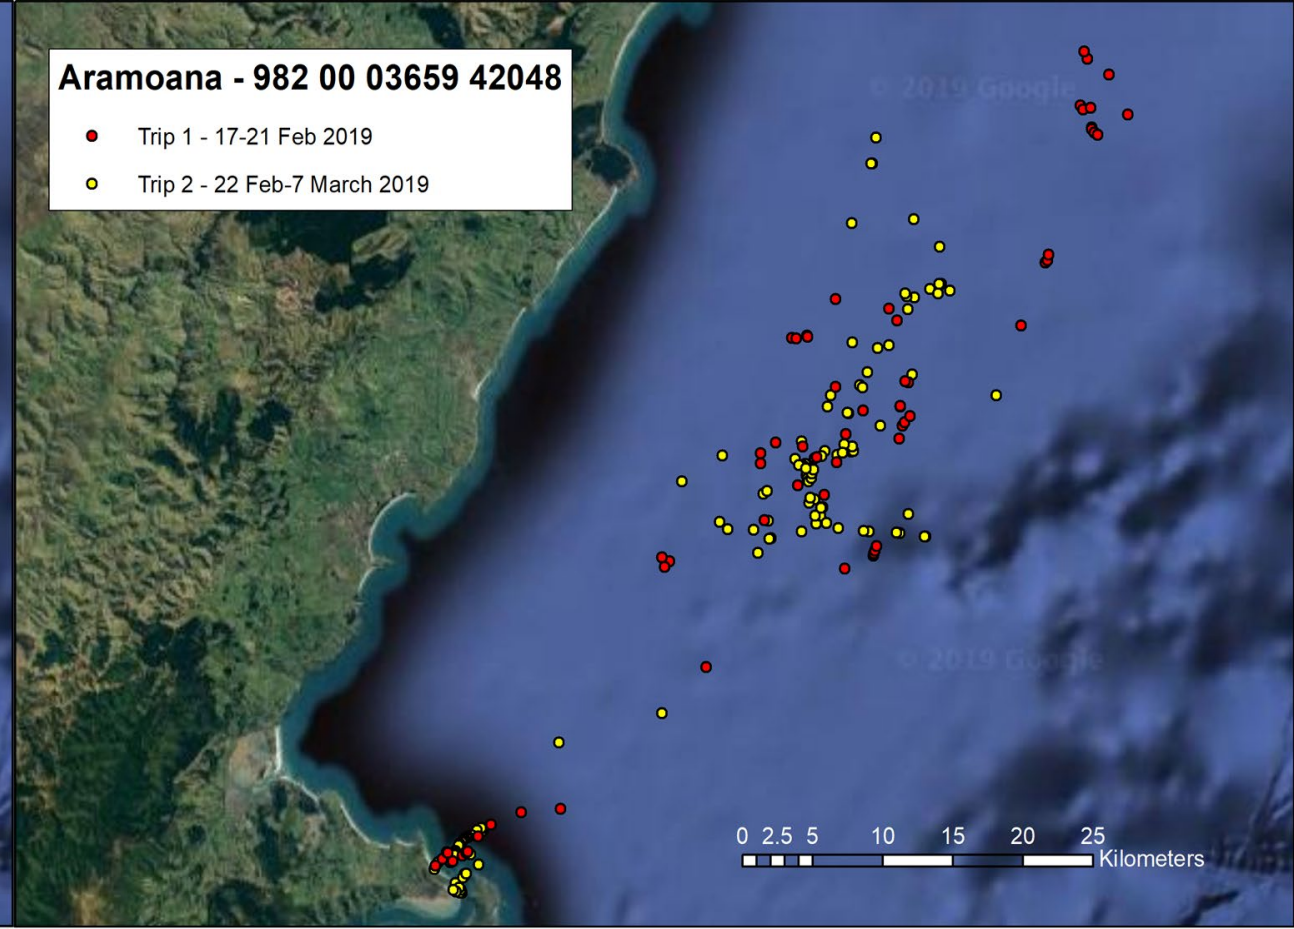 © 2019 Google
Aramoana - 982 00 03659 42048
Trip 1 - 17-21 Feb 2019
Trip 2 - 22 Feb-7 March 2019
© 2019 Google
0 2.5 5 10 15 20 25
Kilometers